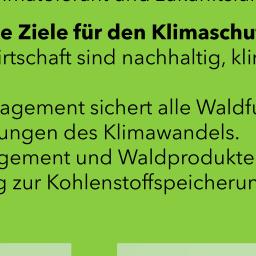 e Ziele für den Klimaschu
irtschaft sind nachhaltig, kli
agement sichert alle Waldfu
ungen des Klimawandels.
gement und Waldprodukte
g zur Kohlenstoffspeicherun